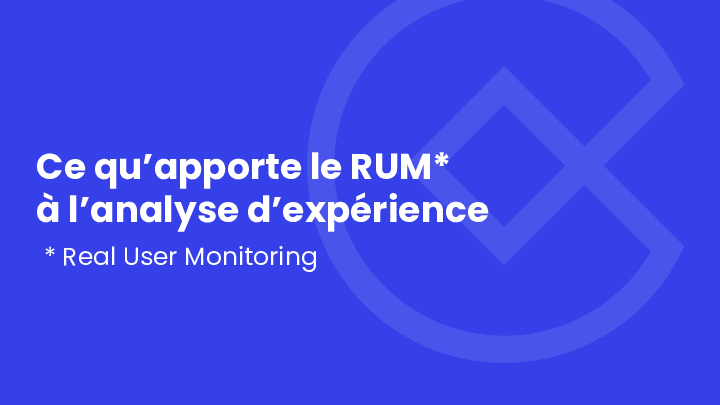 Ce qu’apporte le RUM*
à l’analyse d’expérience
* Real User Monitoring